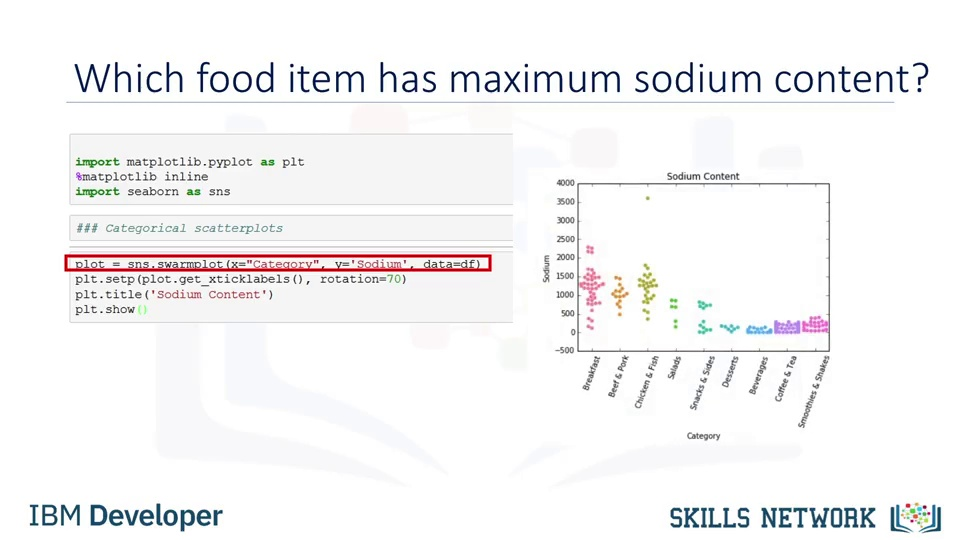 Which food item has maximum sodium content?
import matplotlib.pyplot as plt
%matplotlib inline
import seaborn as sns
### Categorical scatterplots
plot = sns.swarmplot(x="Category", y='Sodium', data=df)
plt.setp(plot.get_xticklabels(), rotation=70)
plt.title('Sodium Content')
plt.show()
Sodium Content
4000
3500
3000
2500
2000
1500
1000
500
0
−500
Sodium
Breakfast
Beef & Pork
Chicken & Fish
Salads
Snacks & Sides
Desserts
Beverages
Coffee & Tea
Smoothies & Shakes
Category
IBM Developer
SKILLS NETWORK